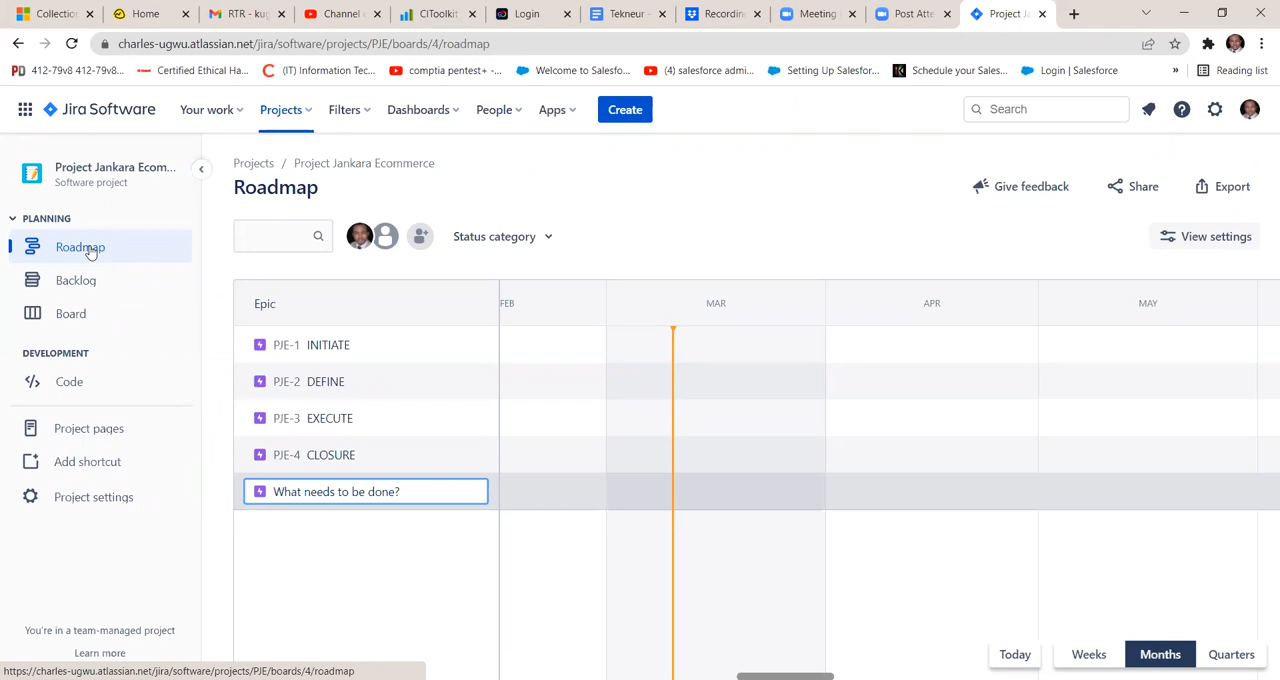 Collection
Home
RTR - kug
Channel c
CIToolkit
Login
Tekneur -
Recordin
Meeting
Post Atte
Project Ja
charles-ugwu.atlassian.net/jira/software/projects/PJE/boards/4/roadmap
412-79v8 412-79v8...
Certified Ethical Ha...
(IT) Information Tec...
comptia pentest+ -...
Welcome to Salesfo...
(4) salesforce admi...
Setting Up Salesfor...
Schedule your Sales...
Login | Salesforce
»
Reading list
Jira Software
Your work
Projects
Filters
Dashboards
People
Apps
Create
Search
Project Jankara Ecom...
Software project
PLANNING
Roadmap
Backlog
Board
DEVELOPMENT
Code
Project pages
Add shortcut
Project settings
You're in a team-managed project
Learn more
https://charles-ugwu.atlassian.net/jira/software/projects/PJE/boards/4/roadmap
Projects / Project Jankara Ecommerce
Roadmap
Give feedback
Share
Export
Status category
View settings
Epic
FEB
MAR
APR
MAY
PJE-1 INITIATE
PJE-2 DEFINE
PJE-3 EXECUTE
PJE-4 CLOSURE
What needs to be done?
Today
Weeks
Months
Quarters